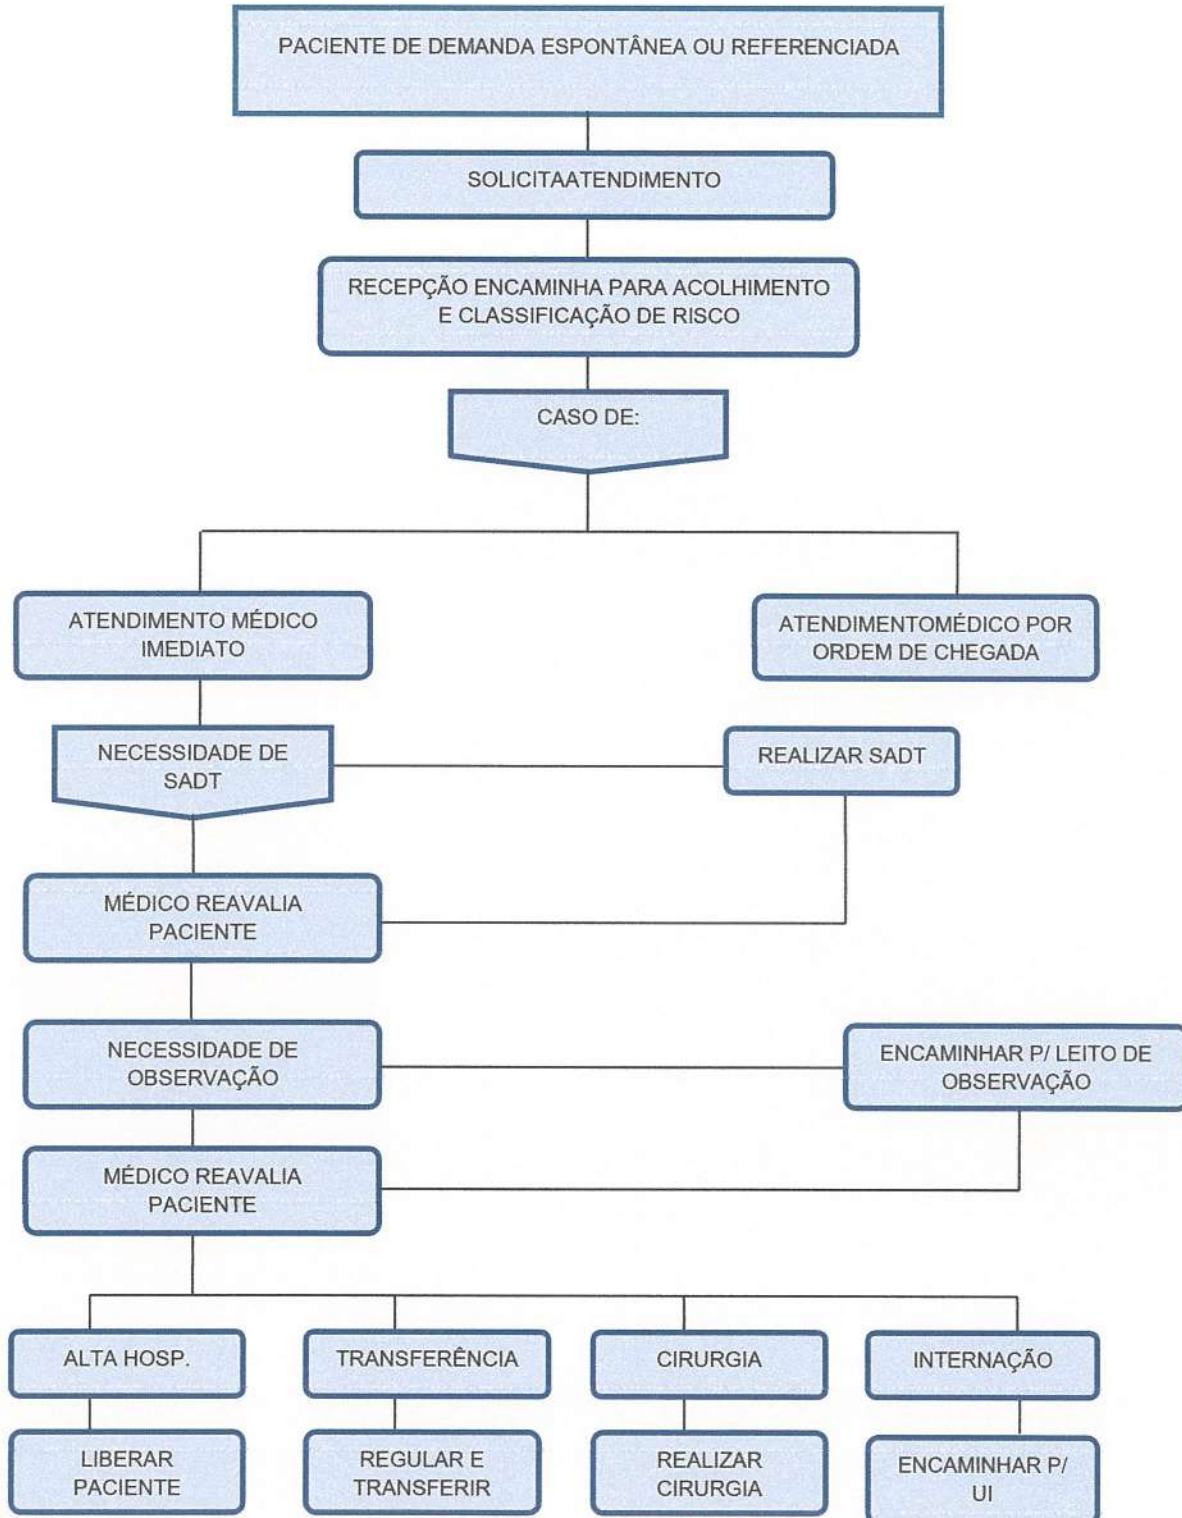 PACIENTE DE DEMANDA ESPONTÂNEA OU REFERENCIADA
SOLICITAATENDIMENTO
RECEPÇÃO ENCAMINHA PARA ACOLHIMENTO
E CLASSIFICAÇÃO DE RISCO
CASO DE:
ATENDIMENTO MÉDICO
IMEDIATO
ATENDIMENTOMÉDICO POR
ORDEM DE CHEGADA
NECESSIDADE DE
SADT
REALIZAR SADT
MÉDICO REAVALIA
PACIENTE
NECESSIDADE DE
OBSERVAÇÃO
ENCAMINHAR P/ LEITO DE
OBSERVAÇÃO
MÉDICO REAVALIA
PACIENTE
ALTA HOSP.
TRANSFERÊNCIA
CIRURGIA
INTERNAÇÃO
LIBERAR
PACIENTE
REGULAR E
TRANSFERIR
REALIZAR
CIRURGIA
ENCAMINHAR P/
UI